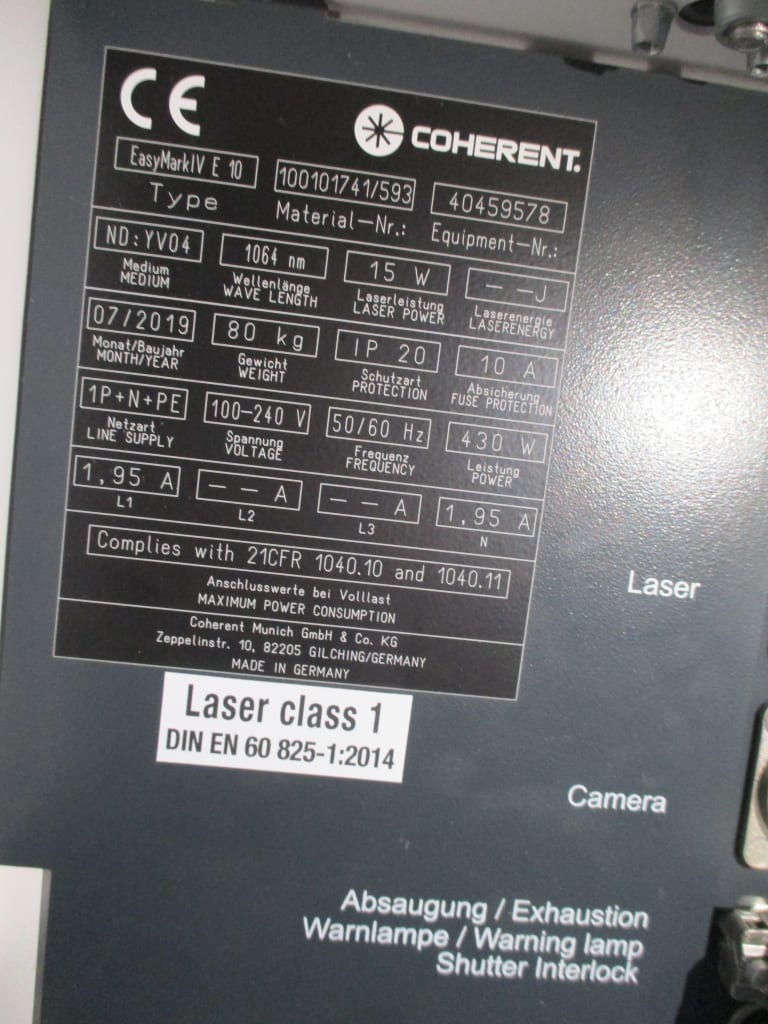 CE
COHERENT.
EasyMarkIV E 10 100101741/593 40459578
Type Material-Nr.: Equipment-Nr.:
ND:YVO4 1064 nm 15 W --J
Medium Wellenlänge Laserleistung Laserenergie
MEDIUM WAVE LENGTH LASER POWER LASERENERGY
07/2019 80 kg IP 20 10 A
Monat/Baujahr Gewicht Schutzart Absicherung
MONTH/YEAR WEIGHT PROTECTION FUSE PROTECTION
1P+N+PE 100-240 V 50/60 Hz 430 W
Netzart Spannung Frequenz Leistung
LINE SUPPLY VOLTAGE FREQUENCY POWER
1,95 A --A --A 1,95 A
L1 L2 L3 N
Complies with 21CFR 1040.10 and 1040.11
Anschlusswerte bei Volllast
MAXIMUM POWER CONSUMPTION
Coherent Munich GmbH & Co. KG
Zeppelinstr. 10, 82205 GILCHING/GERMANY
MADE IN GERMANY
Laser class 1
DIN EN 60 825-1:2014
Laser
Camera
Absaugung / Exhaustion
Warnlampe / Warning lamp
Shutter Interlock